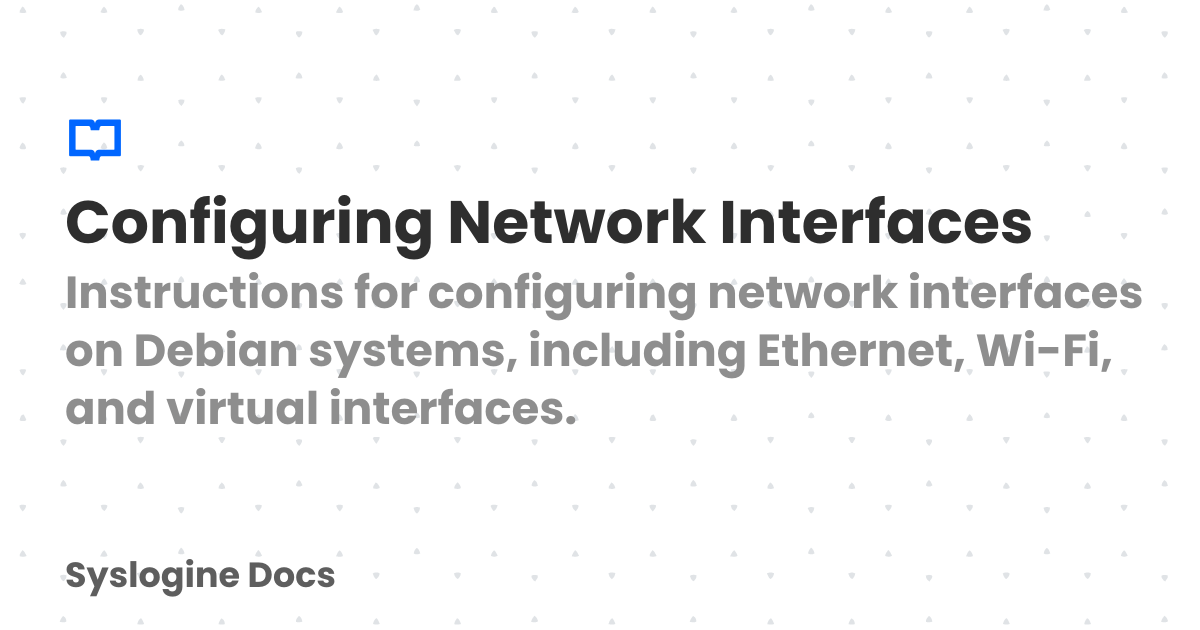 Configuring Network Interfaces
Instructions for configuring network interfaces
on Debian systems, including Ethernet, Wi-Fi,
and virtual interfaces.
Syslogine Docs